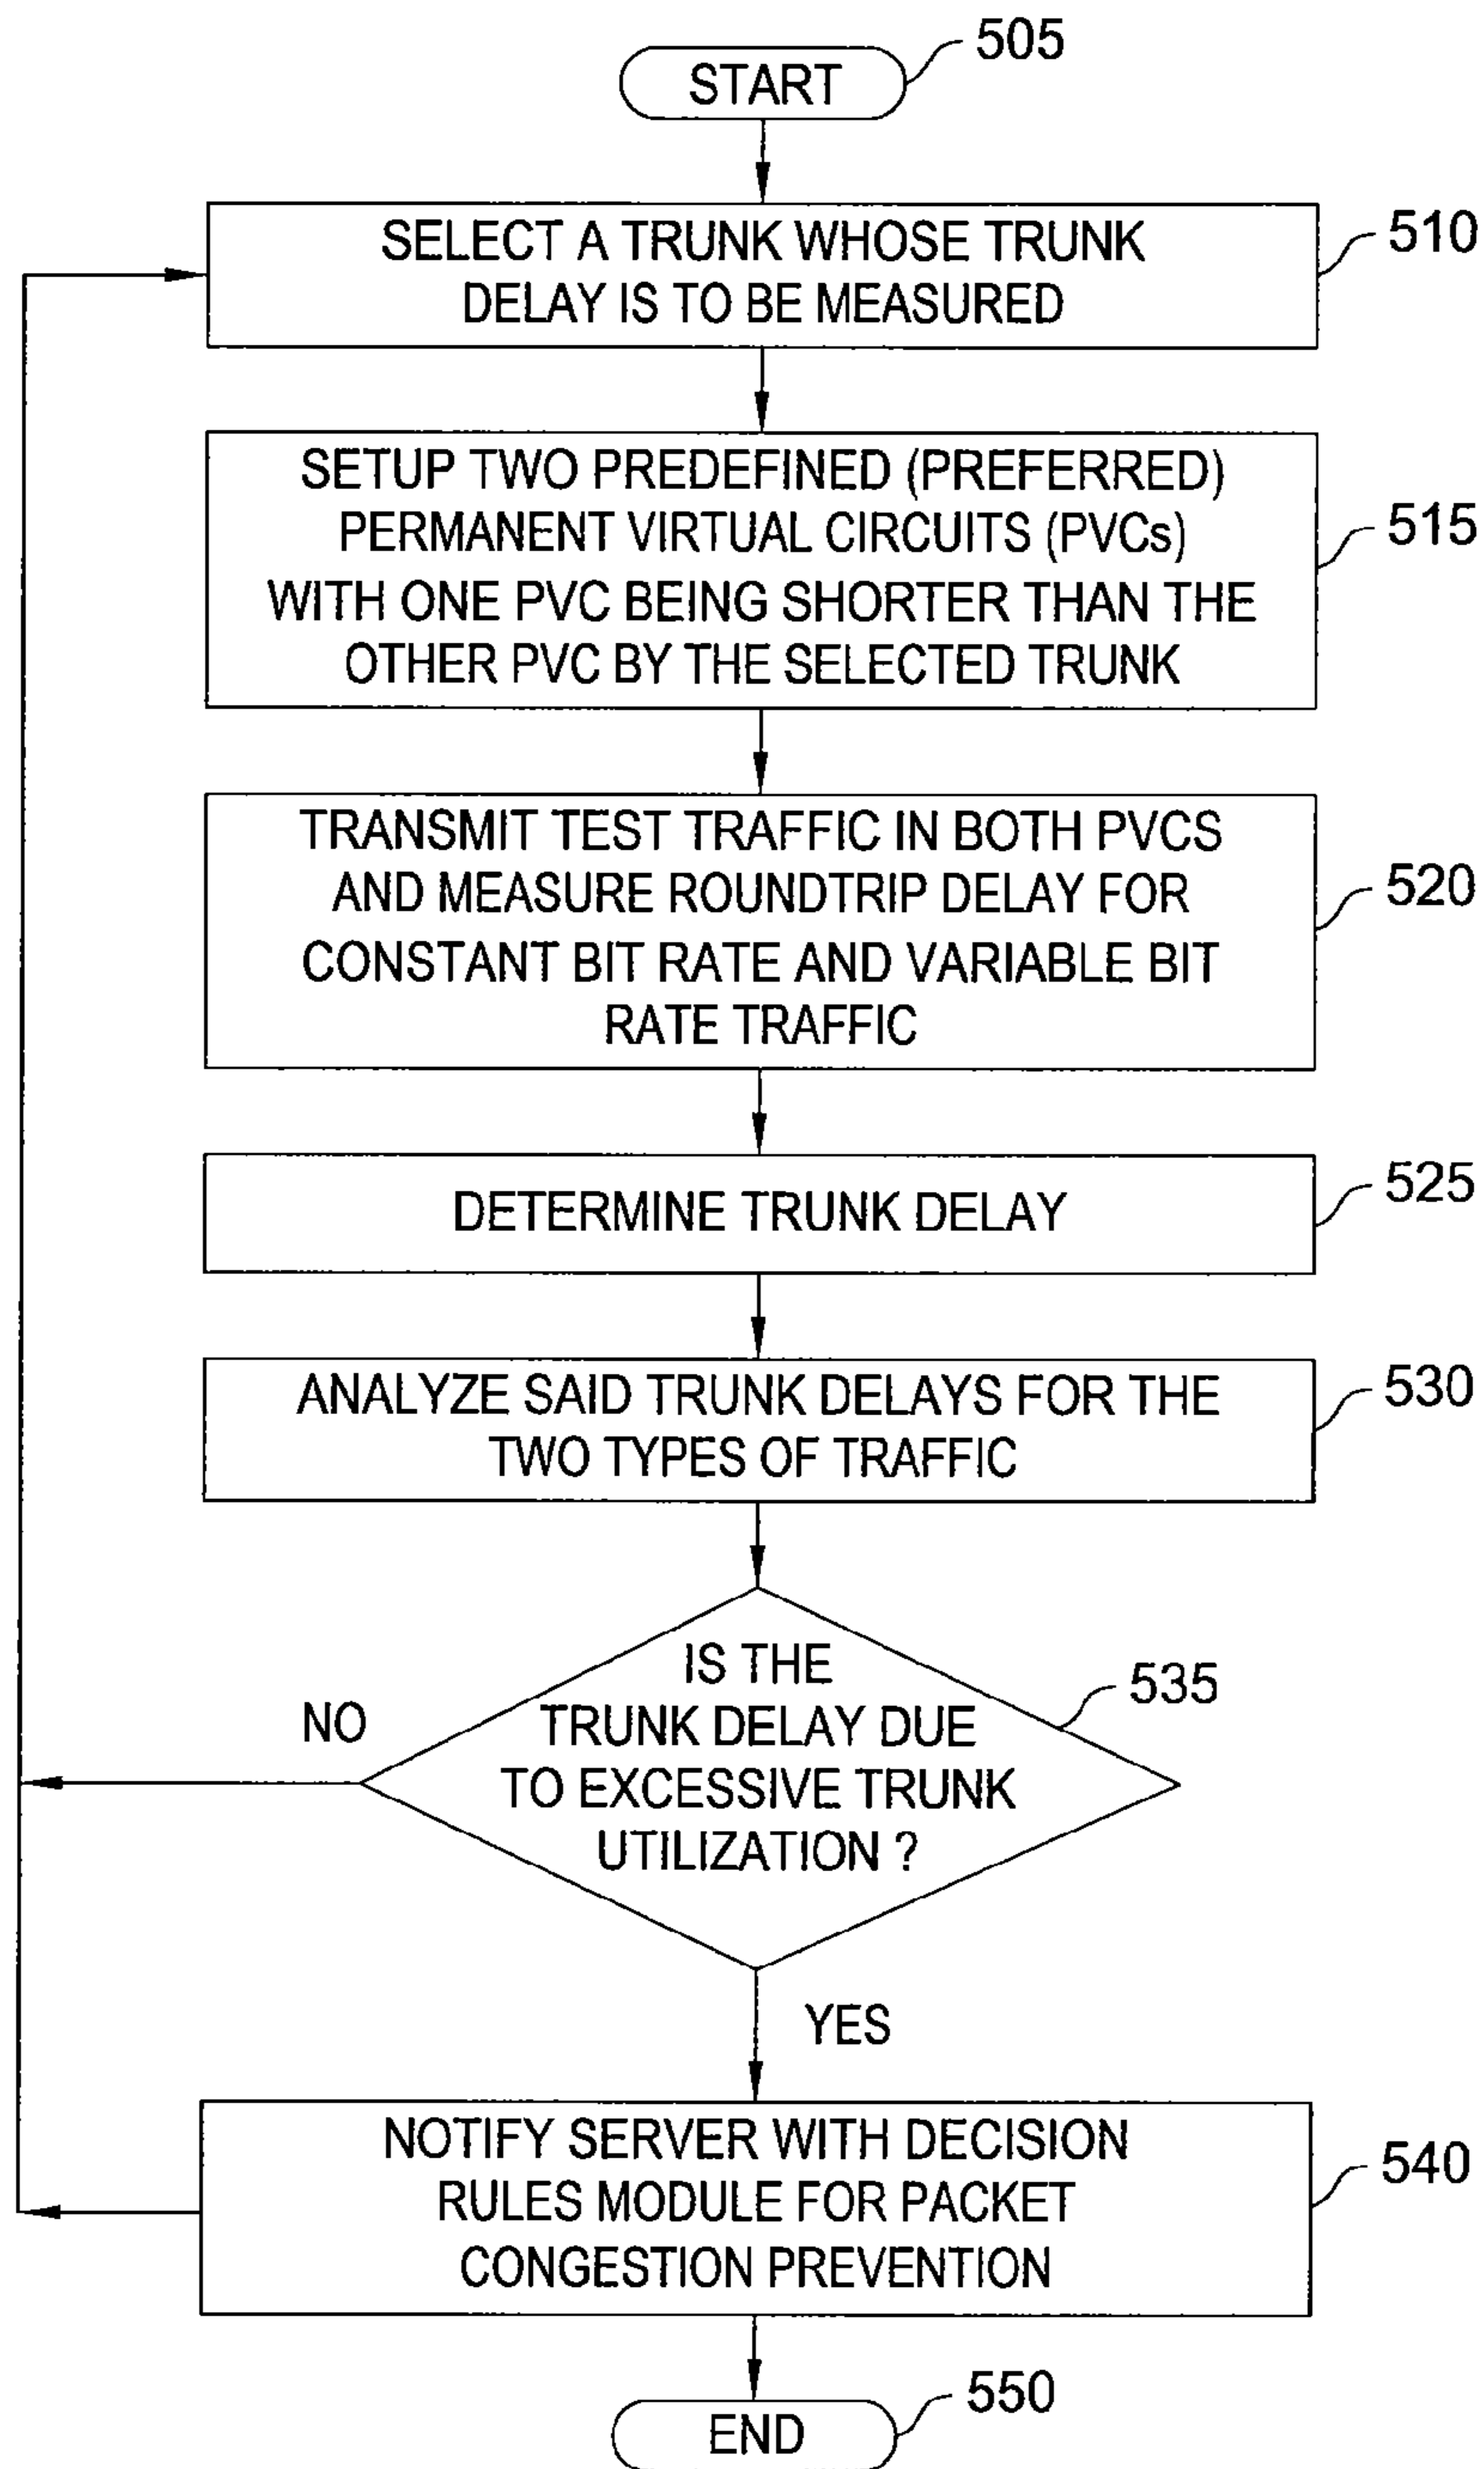 START
505
SELECT A TRUNK WHOSE TRUNK
DELAY IS TO BE MEASURED
510
SETUP TWO PREDEFINED (PREFERRED)
PERMANENT VIRTUAL CIRCUITS (PVCs)
WITH ONE PVC BEING SHORTER THAN THE
OTHER PVC BY THE SELECTED TRUNK
515
TRANSMIT TEST TRAFFIC IN BOTH PVCS
AND MEASURE ROUNDTRIP DELAY FOR
CONSTANT BIT RATE AND VARIABLE BIT
RATE TRAFFIC
520
DETERMINE TRUNK DELAY
525
ANALYZE SAID TRUNK DELAYS FOR THE
TWO TYPES OF TRAFFIC
530
IS THE
TRUNK DELAY DUE
TO EXCESSIVE TRUNK
UTILIZATION ?
535
NO
YES
NOTIFY SERVER WITH DECISION
RULES MODULE FOR PACKET
CONGESTION PREVENTION
540
END
550